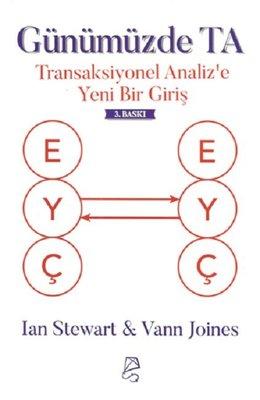 Günümüzde TA
Transaksiyonel Analiz'e
Yeni Bir Giriş
3. BASKI
E E
Y Y
Ç Ç
Ian Stewart & Vann Joines